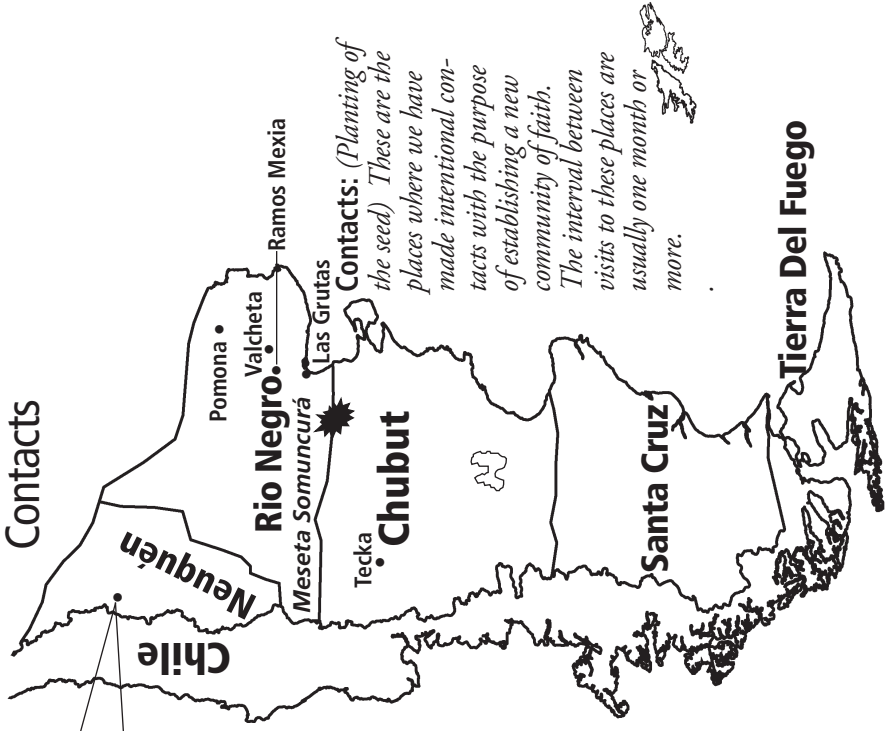 Contacts
Pomona
Valcheta
Ramos Mexia
Rio Negro
Las Grutas
Meseta Somuncurá
Neuquén
Chile
Tecka
Chubut
Santa Cruz
Tierra Del Fuego
Contacts: (Planting of
the seed) These are the
places where we have
made intentional con-
tacts with the purpose
of establishing a new
community of faith.
The interval between
visits to these places are
usually one month or
more.
.